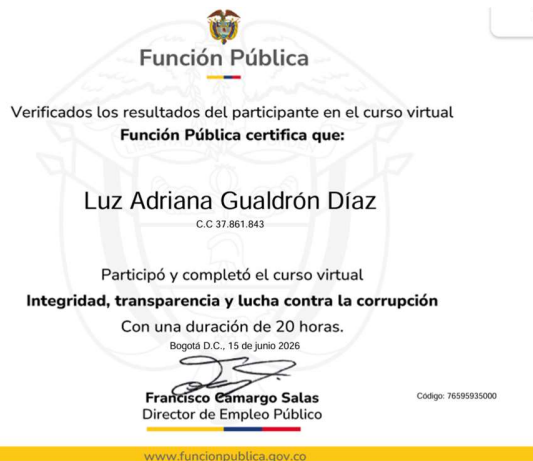 Función Pública
Verificados los resultados del participante en el curso virtual
Función Pública certifica que:
Luz Adriana Gualdrón Díaz
C.C 37.861.843
Participó y completó el curso virtual
Integridad, transparencia y lucha contra la corrupción
Con una duración de 20 horas.
Bogotá D.C., 15 de junio 2026
Francisco Camargo Salas
Director de Empleo Público
Código: 76595935000
www.funcionpublica.gov.co